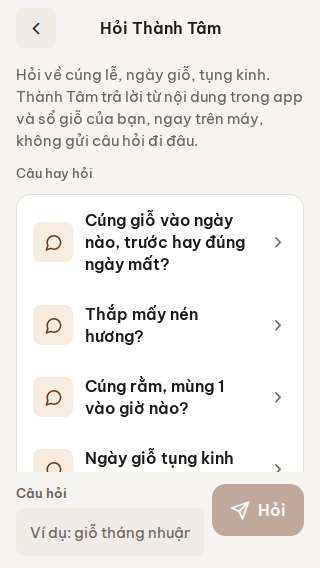 Hỏi Thành Tâm
Hỏi về cúng lễ, ngày giỗ, tụng kinh.
Thành Tâm trả lời từ nội dung trong app
và sổ giỗ của bạn, ngay trên máy,
không gửi câu hỏi đi đâu.
Câu hay hỏi
Cúng giỗ vào ngày
nào, trước hay đúng
ngày mất?
Thắp mấy nén
hương?
Cúng rằm, mùng 1
vào giờ nào?
Ngày giỗ tụng kinh
Câu hỏi
Ví dụ: giỗ tháng nhuận
Hỏi